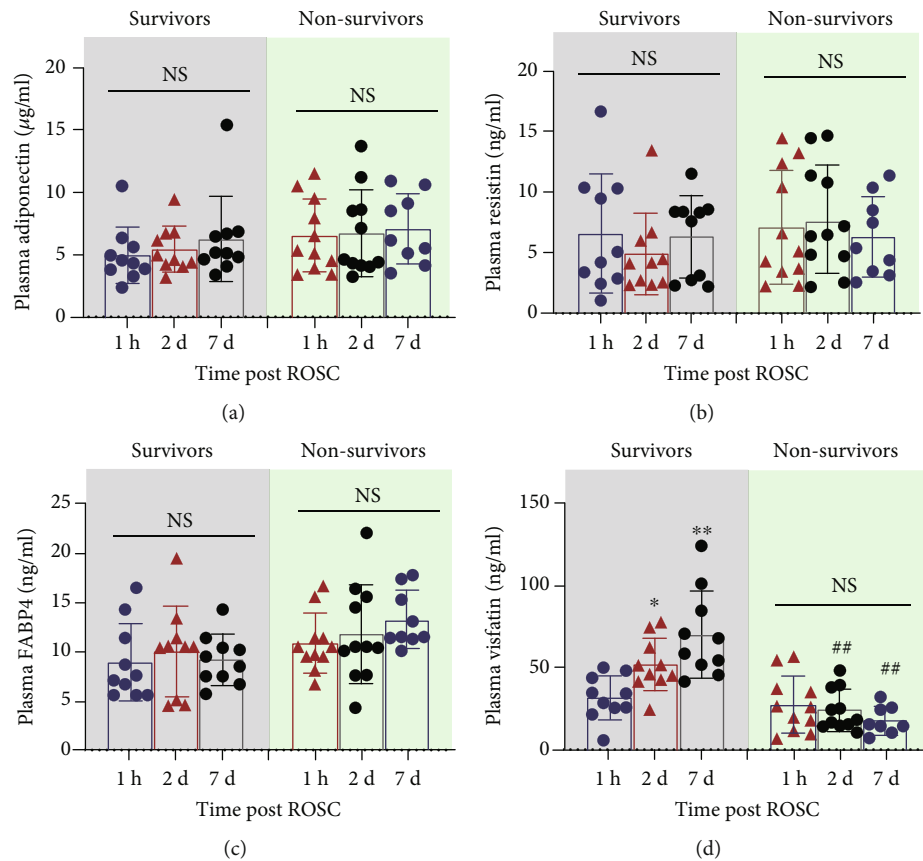 Survivors
Non-survivors
Plasma adiponectin (μg/ml)
20
15
10
5
0
NS
NS
1 h
2 d
7 d
1 h
2 d
7 d
Time post ROSC
(a)
Survivors
Non-survivors
Plasma resistin (ng/ml)
20
15
10
5
0
NS
NS
1 h
2 d
7 d
1 h
2 d
7 d
Time post ROSC
(b)
Survivors
Non-survivors
Plasma FABP4 (ng/ml)
25
20
15
10
5
0
NS
NS
1 h
2 d
7 d
1 h
2 d
7 d
Time post ROSC
(c)
Survivors
Non-survivors
Plasma visfatin (ng/ml)
150
100
50
0
*
**
NS
##
##
1 h
2 d
7 d
1 h
2 d
7 d
Time post ROSC
(d)